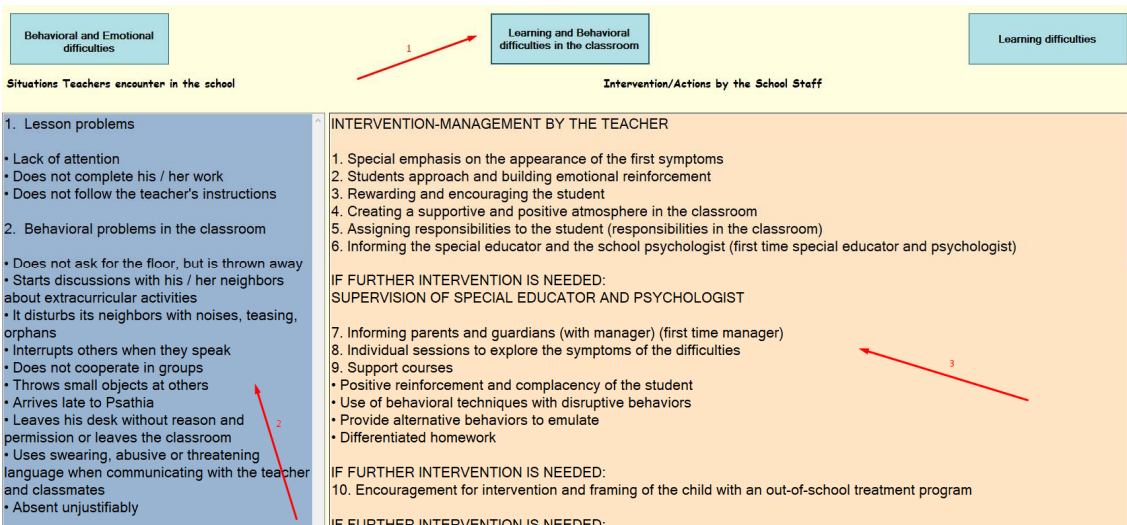 Behavioral and Emotional
difficulties
Learning and Behavioral
difficulties in the classroom
Learning difficulties
1
Situations Teachers encounter in the school
Intervention/Actions by the School Staff
1. Lesson problems
• Lack of attention
• Does not complete his / her work
• Does not follow the teacher's instructions
2. Behavioral problems in the classroom
• Does not ask for the floor, but is thrown away
• Starts discussions with his / her neighbors
about extracurricular activities
• It disturbs its neighbors with noises, teasing,
orphans
• Interrupts others when they speak
• Does not cooperate in groups
• Throws small objects at others
• Arrives late to Psathia
• Leaves his desk without reason and
permission or leaves the classroom
• Uses swearing, abusive or threatening
language when communicating with the teacher
and classmates
• Absent unjustifiably
2
INTERVENTION-MANAGEMENT BY THE TEACHER
1. Special emphasis on the appearance of the first symptoms
2. Students approach and building emotional reinforcement
3. Rewarding and encouraging the student
4. Creating a supportive and positive atmosphere in the classroom
5. Assigning responsibilities to the student (responsibilities in the classroom)
6. Informing the special educator and the school psychologist (first time special educator and psychologist)
IF FURTHER INTERVENTION IS NEEDED:
SUPERVISION OF SPECIAL EDUCATOR AND PSYCHOLOGIST
7. Informing parents and guardians (with manager) (first time manager)
8. Individual sessions to explore the symptoms of the difficulties
9. Support courses
• Positive reinforcement and complacency of the student
• Use of behavioral techniques with disruptive behaviors
• Provide alternative behaviors to emulate
• Differentiated homework
3
IF FURTHER INTERVENTION IS NEEDED:
10. Encouragement for intervention and framing of the child with an out-of-school treatment program
IF FURTHER INTERVENTION IS NEEDED: